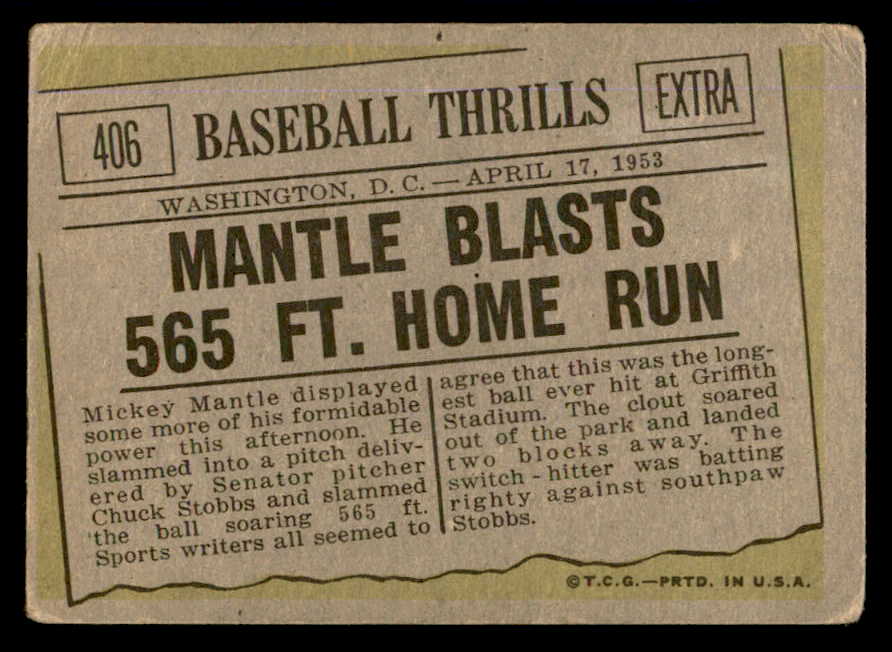 406 BASEBALL THRILLS EXTRA
WASHINGTON, D. C. — APRIL 17, 1953
MANTLE BLASTS
565 FT. HOME RUN
Mickey Mantle displayed
some more of his formidable
power this afternoon. He
slammed into a pitch deliv-
ered by Senator pitcher
Chuck Stobbs and slammed
the ball soaring 565 ft.
Sports writers all seemed to
agree that this was the long-
est ball ever hit at Griffith
Stadium. The clout soared
out of the park and landed
two blocks away. The
switch-hitter was batting
righty against southpaw
Stobbs.
©T.C.G.—PRTD. IN U.S.A.